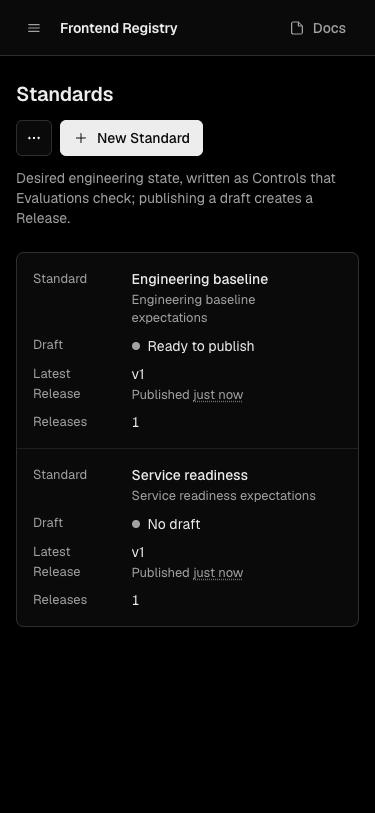 Frontend Registry
Docs
Standards
New Standard
Desired engineering state, written as Controls that
Evaluations check; publishing a draft creates a
Release.
Standard
Engineering baseline
Engineering baseline
expectations
Draft
Ready to publish
Latest
Release
v1
Published just now
Releases
1
Standard
Service readiness
Service readiness expectations
Draft
No draft
Latest
Release
v1
Published just now
Releases
1